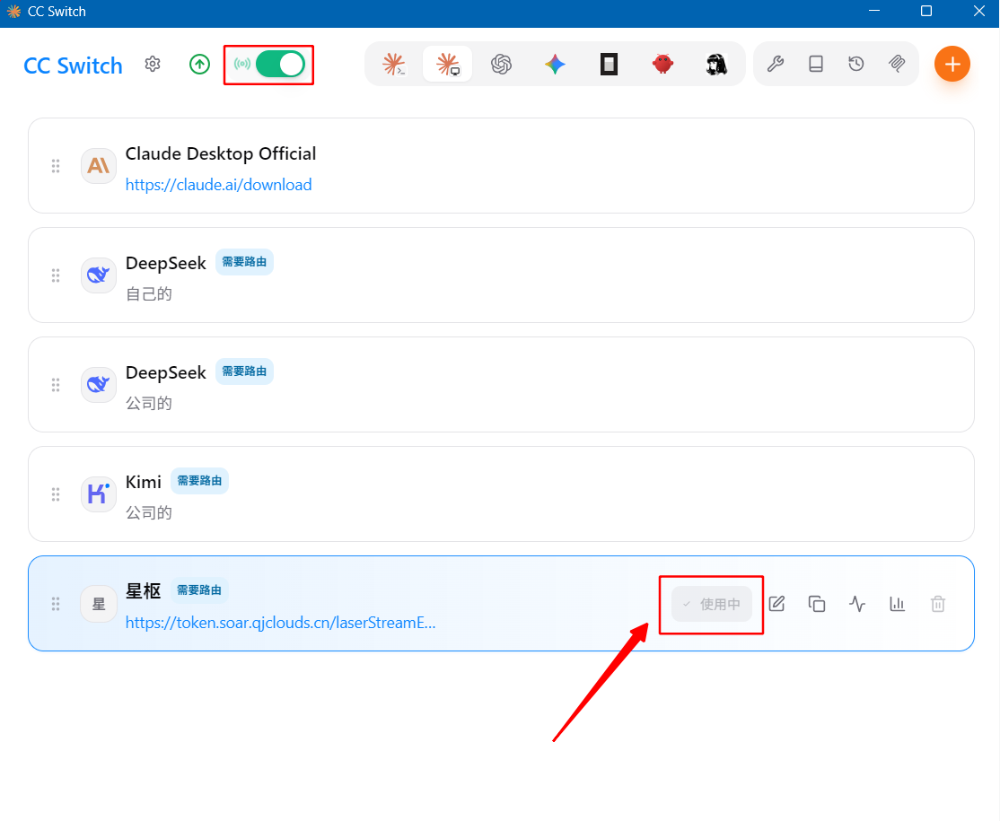 CC Switch
CC Switch
Claude Desktop Official
https://claude.ai/download
DeepSeek 需要路由
自己的
DeepSeek 需要路由
公司的
Kimi 需要路由
公司的
星 星枢 需要路由
https://token.soar.qjclouds.cn/laserStreamE...
使用中